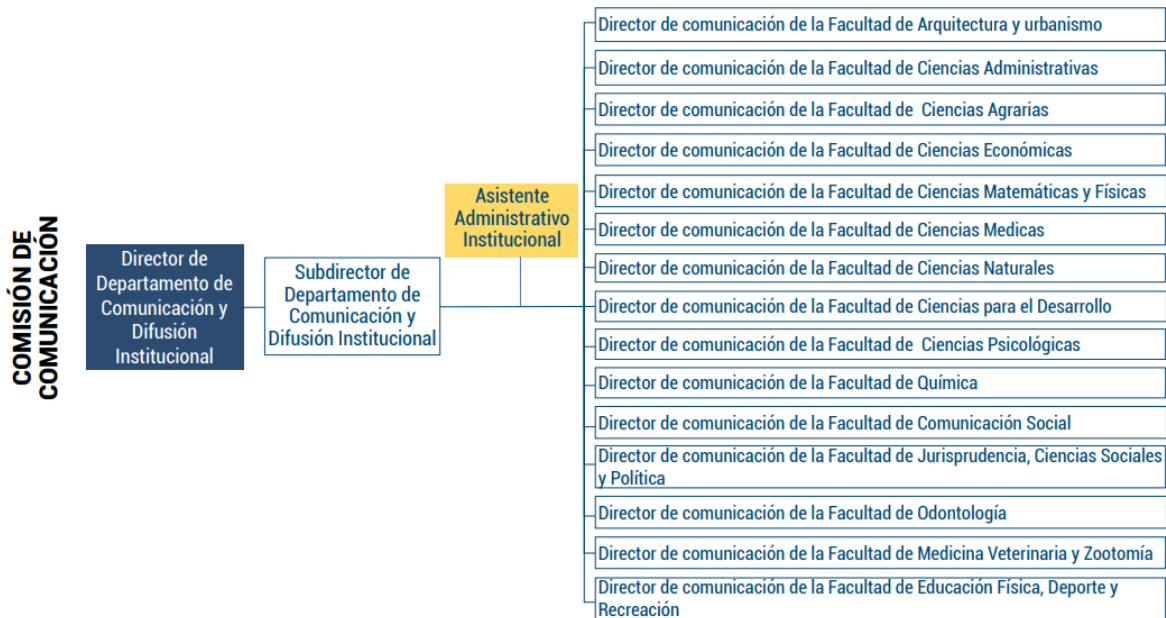 COMISIÓN DE
COMUNICACIÓN
Director de
Departamento de
Comunicación y
Difusión
Institucional
Subdirector de
Departamento de
Comunicación y
Difusión Institucional
Asistente
Administrativo
Institucional
Director de comunicación de la Facultad de Arquitectura y urbanismo
Director de comunicación de la Facultad de Ciencias Administrativas
Director de comunicación de la Facultad de Ciencias Agrarias
Director de comunicación de la Facultad de Ciencias Económicas
Director de comunicación de la Facultad de Ciencias Matemáticas y Físicas
Director de comunicación de la Facultad de Ciencias Medicas
Director de comunicación de la Facultad de Ciencias Naturales
Director de comunicación de la Facultad de Ciencias para el Desarrollo
Director de comunicación de la Facultad de Ciencias Psicológicas
Director de comunicación de la Facultad de Química
Director de comunicación de la Facultad de Comunicación Social
Director de comunicación de la Facultad de Jurisprudencia, Ciencias Sociales
y Política
Director de comunicación de la Facultad de Odontología
Director de comunicación de la Facultad de Medicina Veterinaria y Zootomía
Director de comunicación de la Facultad de Educación Física, Deporte y
Recreación